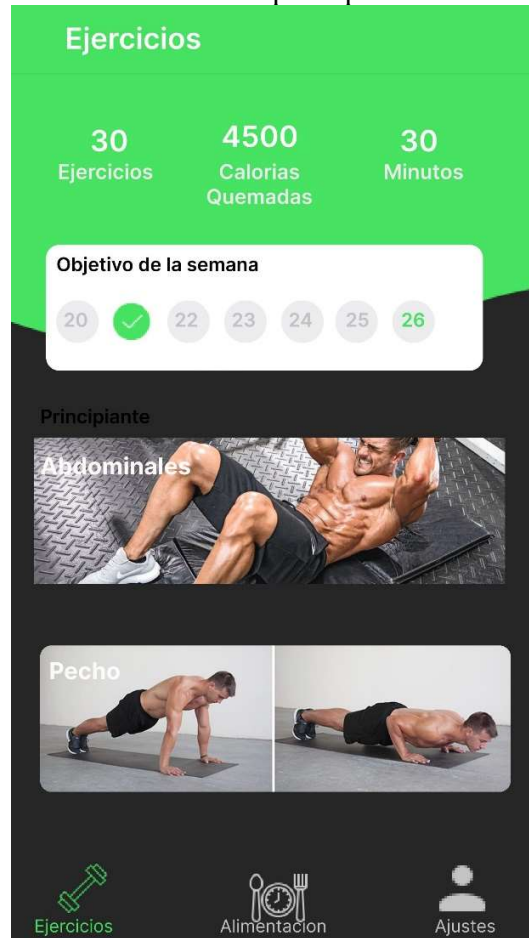 Ejercicios
30
4500
30
Ejercicios
Calorias
Quemadas
Minutos
Objetivo de la semana
20 22 23 24 25 26
Principiante
Abdominales
Pecho
Ejercicios
Alimentacion
Ajustes